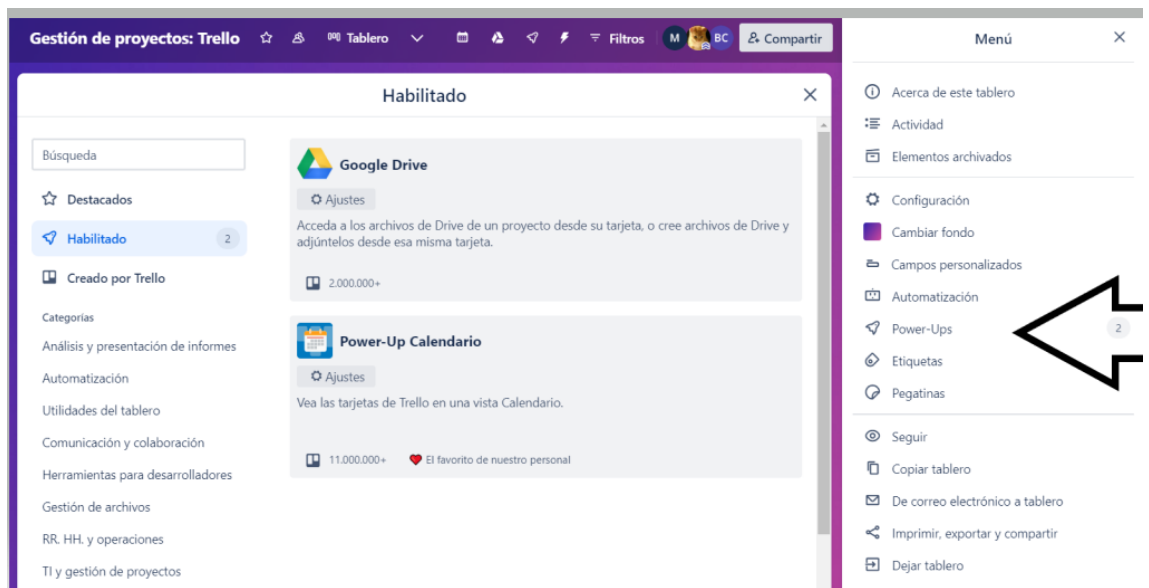 Gestión de proyectos: Trello
Tablero
Filtros
M
BC
Compartir
Habilitado
Búsqueda
Destacados
Habilitado 2
Creado por Trello
Categorías
Análisis y presentación de informes
Automatización
Utilidades del tablero
Comunicación y colaboración
Herramientas para desarrolladores
Gestión de archivos
RR. HH. y operaciones
TI y gestión de proyectos
Google Drive
Ajustes
Acceda a los archivos de Drive de un proyecto desde su tarjeta, o cree archivos de Drive y
adjúntelos desde esa misma tarjeta.
2.000.000+
Power-Up Calendario
Ajustes
Vea las tarjetas de Trello en una vista Calendario.
11.000.000+ El favorito de nuestro personal
Menú
Acerca de este tablero
Actividad
Elementos archivados
Configuración
Cambiar fondo
Campos personalizados
Automatización
Power-Ups 2
Etiquetas
Pegatinas
Seguir
Copiar tablero
De correo electrónico a tablero
Imprimir, exportar y compartir
Dejar tablero